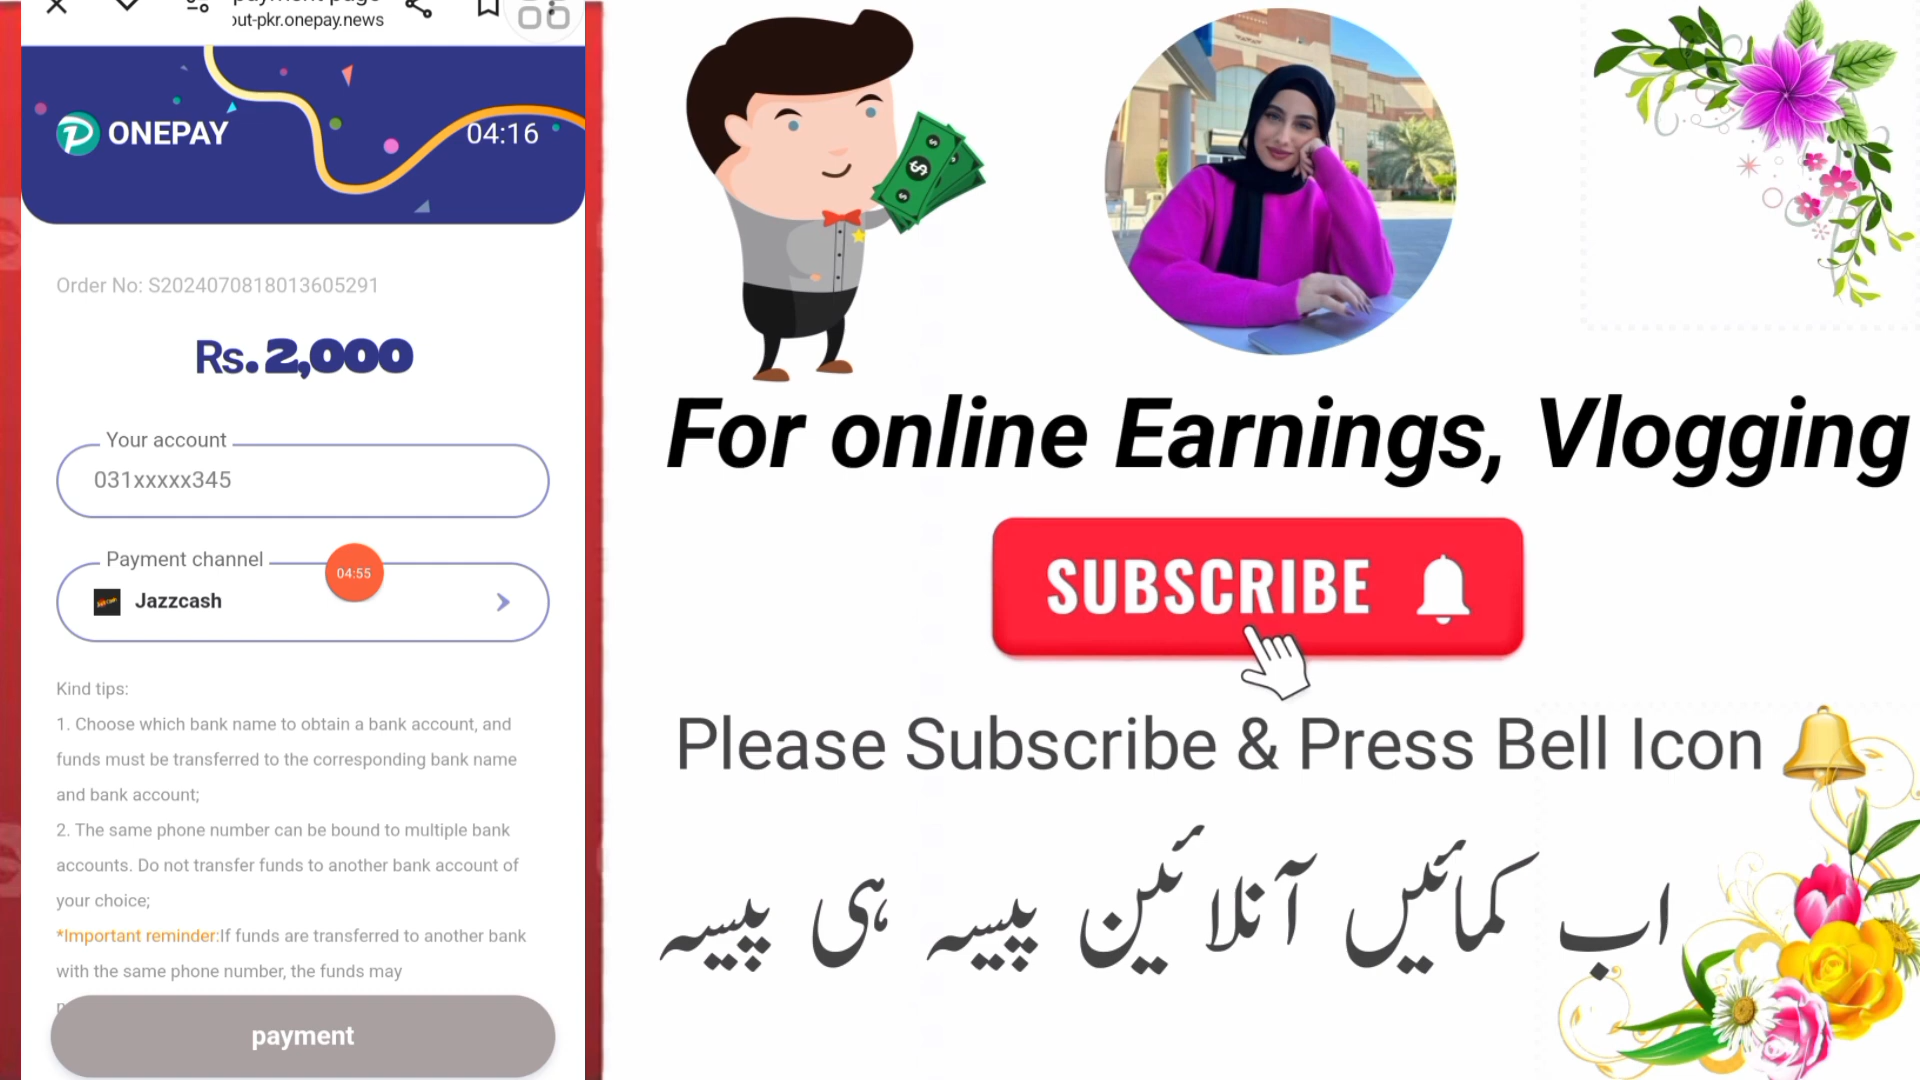 out-pkr.onepay.news
ONEPAY
04:16
Order No: S2024070818013605291
Rs.2,000
Your account
031xxxxx345
Payment channel
04:55
Jazzcash
Kind tips:
1. Choose which bank name to obtain a bank account, and
funds must be transferred to the corresponding bank name
and bank account;
2. The same phone number can be bound to multiple bank
accounts. Do not transfer funds to another bank account of
your choice;
*Important reminder:If funds are transferred to another bank
with the same phone number, the funds may
payment
For online Earnings, Vlogging
SUBSCRIBE
Please Subscribe & Press Bell Icon
اب کمائیں آنلائین پیسہ ہی پیسہ